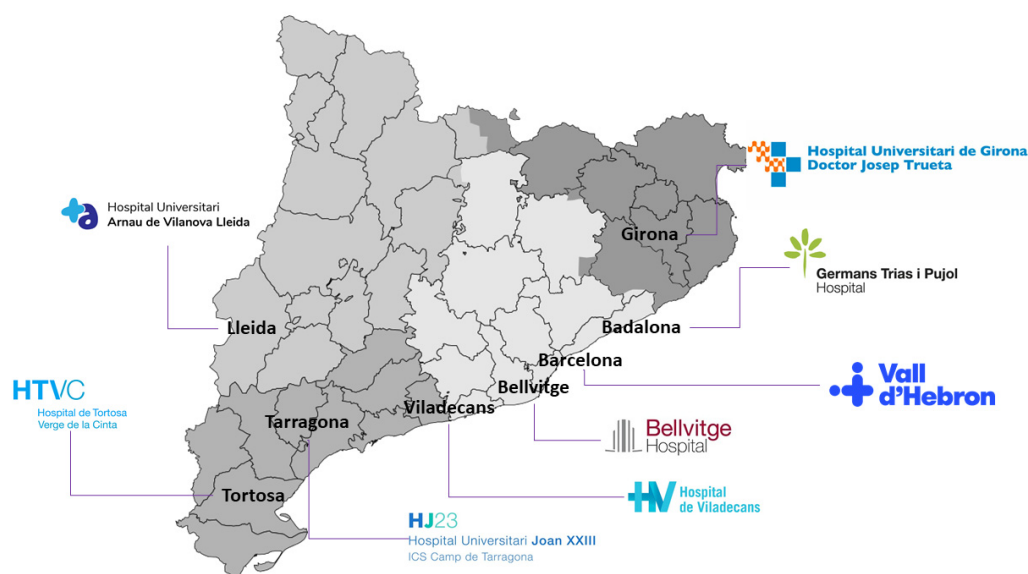 Hospital Universitari de Girona
Doctor Josep Trueta
Hospital Universitari
Arnau de Vilanova Lleida
Girona
Germans Trias i Pujol
Hospital
Lleida
Badalona
Barcelona
Vall
d'Hebron
HTVC
Hospital de Tortosa
Verge de la Cinta
Bellvitge
Viladecans
Tarragona
Bellvitge
Hospital
Tortosa
HV
Hospital
de Viladecans
HJ23
Hospital Universitari Joan XXIII
ICS Camp de Tarragona